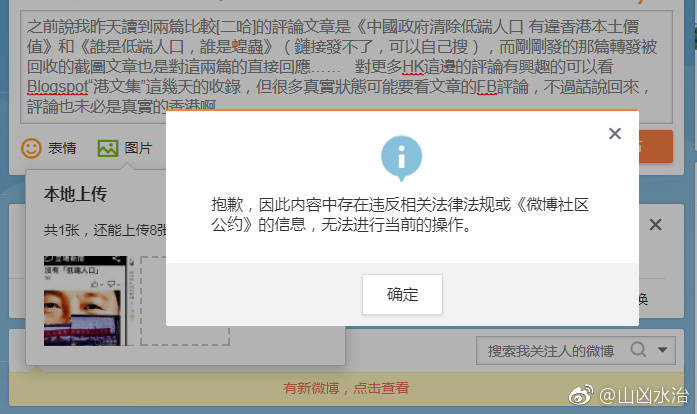 之前說我昨天讀到兩篇比較[二哈]的評論文章是《中國政府清除低端人口 有違香港本土價
值》和《誰是低端人口，誰是蝗蟲》（鏈接發不了，可以自己搜），而剛剛發的那篇轉發被
回收的截圖文章也是對這兩篇的直接回應…… 對更多HK這邊的評論有興趣的可以看
Blogspot“港文集”這幾天的收錄，但很多真實狀態可能要看文章的FB評論，不過話說回來，
評論也未必是真實的香港啊
表情
图片
抱歉，因此内容中存在违反相关法律法规或《微博社区
公约》的信息，无法进行当前的操作。
确定
本地上传
共1张，还能上传8张
立場新聞
沒有「低端人口」
换
搜索我关注人的微博
有新微博，点击查看
@山凶水治